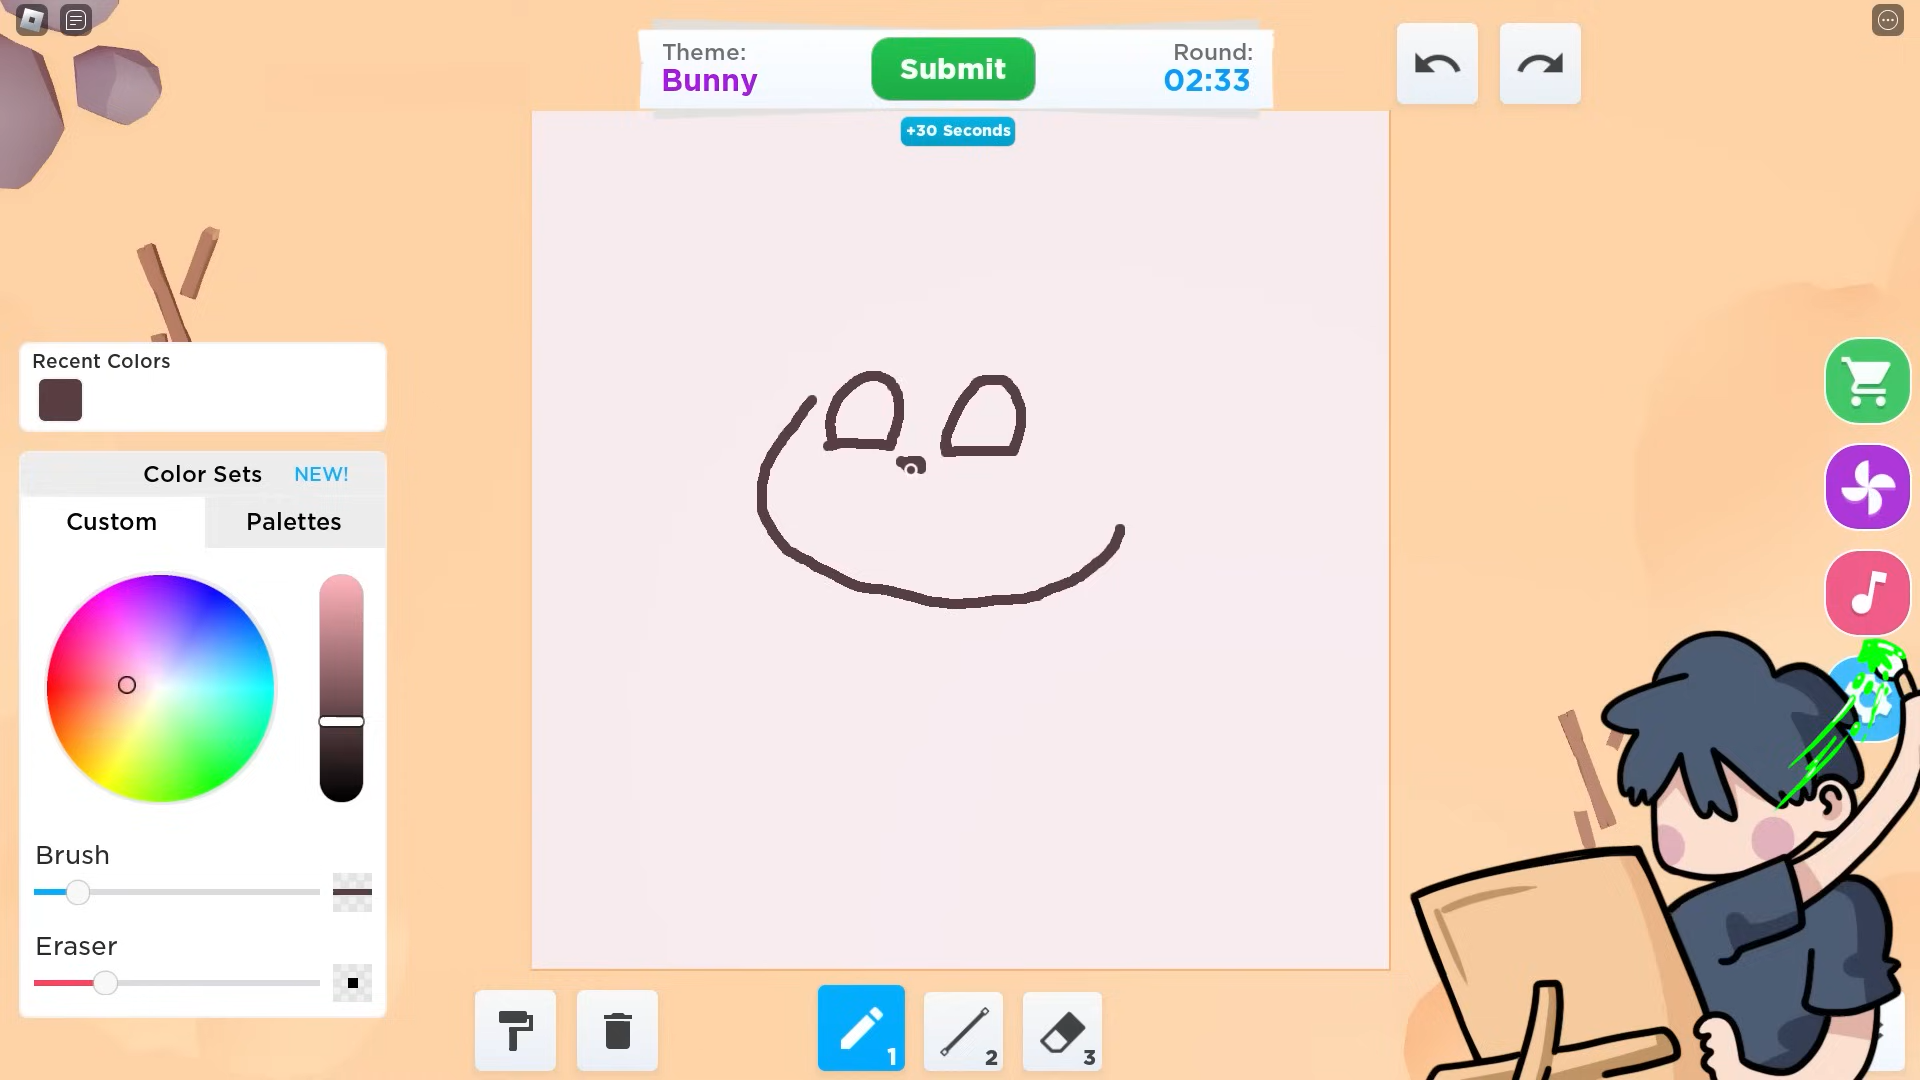 Theme:
Bunny
Submit
Round:
02:33
+30 Seconds
Recent Colors
Color Sets NEW!
Custom Palettes
Brush
Eraser
1
2
3